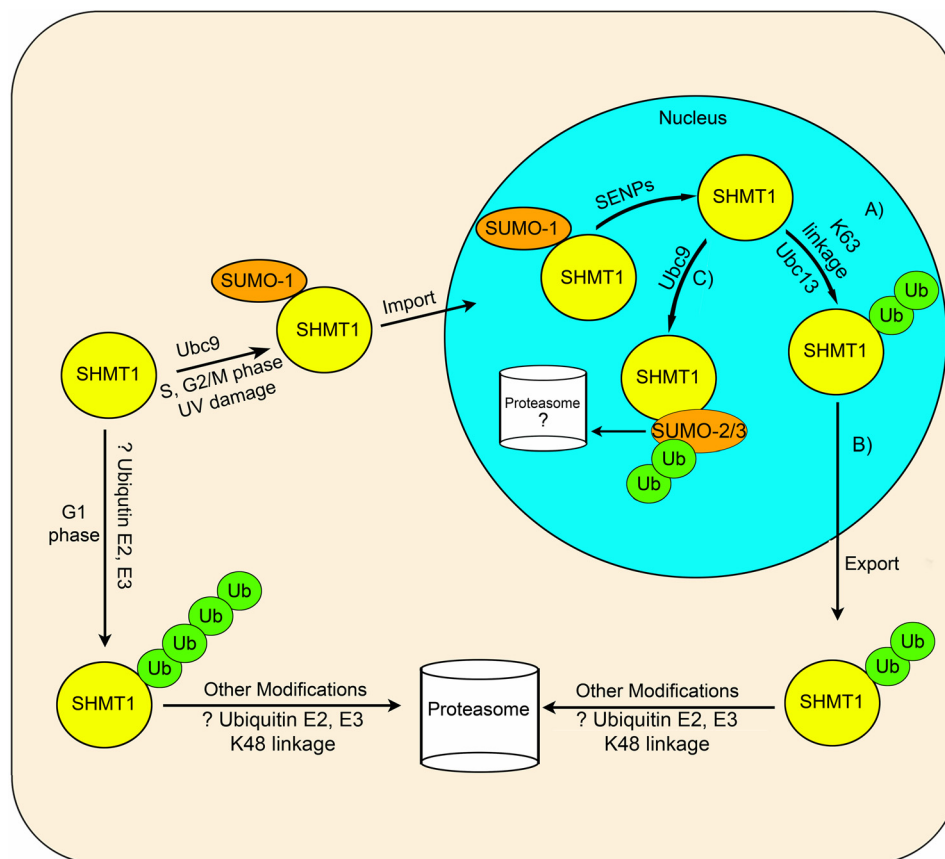 Nucleus
SENPs
SHMT1
A)
K63
linkage
Ubc13
SUMO-1
SHMT1
Ubc9
C)
Ub
Ub
SHMT1
SUMO-1
SHMT1
Import
Ubc9
S, G2/M phase
UV damage
SHMT1
SHMT1
Proteasome
?
SUMO-2/3
Ub
Ub
B)
? Ubiqutin E2, E3
G1
phase
Export
Ub
Ub
Ub
Ub
SHMT1
Other Modifications
? Ubiquitin E2, E3
K48 linkage
Proteasome
Other Modifications
? Ubiquitin E2, E3
K48 linkage
Ub
Ub
SHMT1